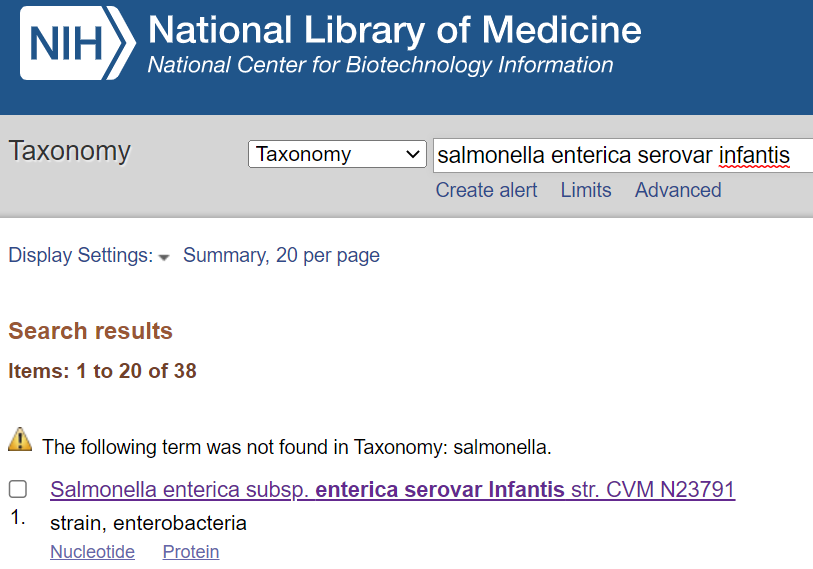 NIH National Library of Medicine
National Center for Biotechnology Information
Taxonomy Taxonomy salmonella enterica serovar infantis
Create alert Limits Advanced
Display Settings: Summary, 20 per page
Search results
Items: 1 to 20 of 38
The following term was not found in Taxonomy: salmonella.
Salmonella enterica subsp. enterica serovar Infantis str. CVM N23791
1. strain, enterobacteria
Nucleotide Protein